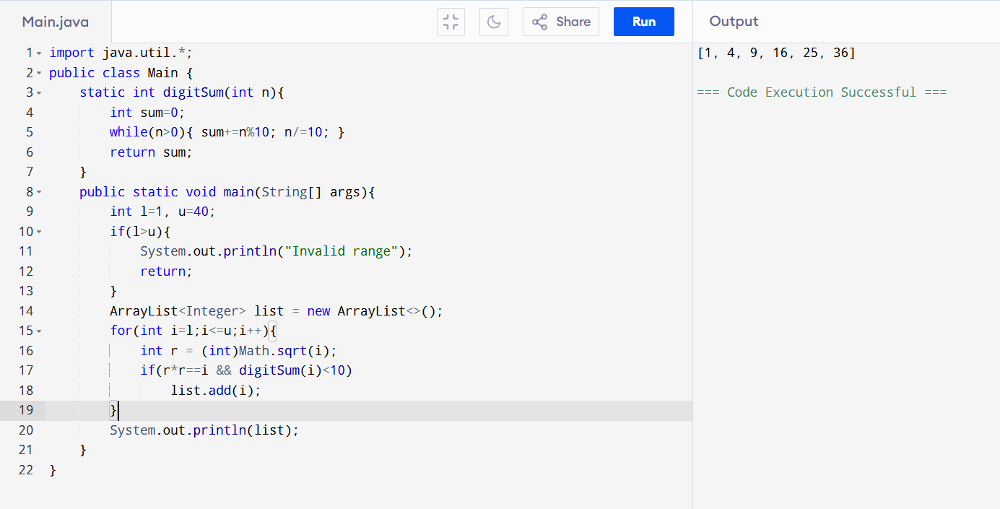 Main.java
Share
Run
Output
1 import java.util.*;
2 public class Main {
3     static int digitSum(int n){
4         int sum=0;
5         while(n>0){ sum+=n%10; n/=10; }
6         return sum;
7     }
8     public static void main(String[] args){
9         int l=1, u=40;
10         if(l>u){
11             System.out.println("Invalid range");
12             return;
13         }
14         ArrayList<Integer> list = new ArrayList<>();
15         for(int i=l;i<=u;i++){
16             int r = (int)Math.sqrt(i);
17             if(r*r==i && digitSum(i)<10)
18                 list.add(i);
19         }
20         System.out.println(list);
21     }
22 }
[1, 4, 9, 16, 25, 36]
=== Code Execution Successful ===